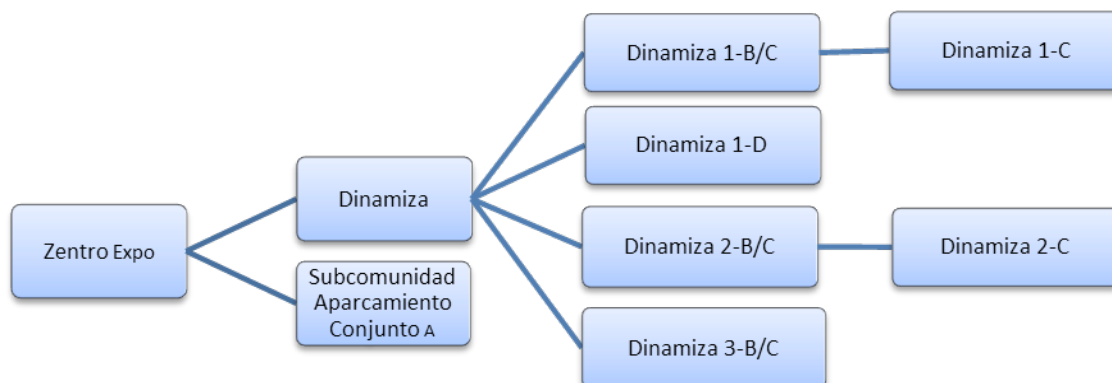 Dinamiza 1-B/C
Dinamiza 1-C
Dinamiza 1-D
Dinamiza
Zentro Expo
Dinamiza 2-B/C
Dinamiza 2-C
Subcomunidad
Aparcamiento
Conjunto A
Dinamiza 3-B/C